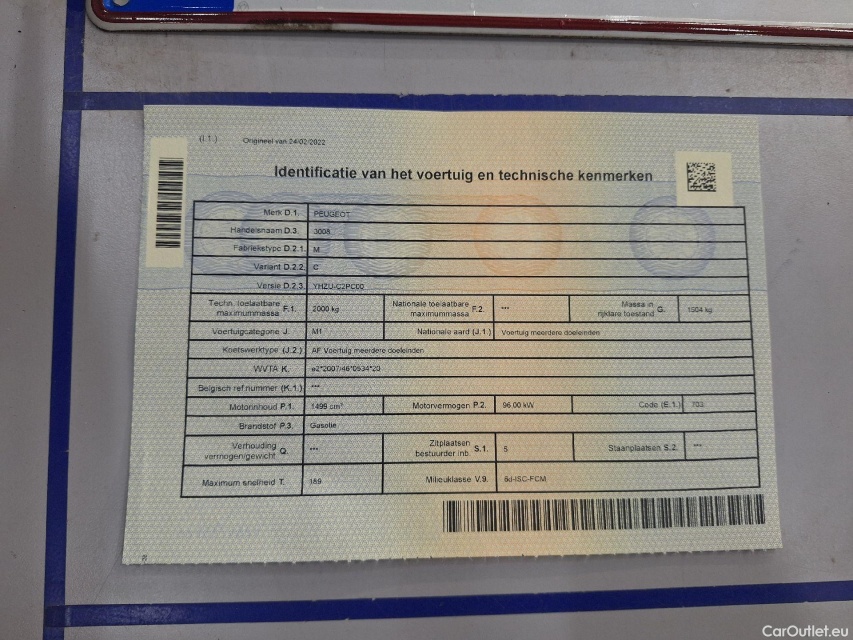 (I.1.) Origineel van 24/02/2022
Identificatie van het voertuig en technische kenmerken
Merk D.1. PEUGEOT
Handelsnaam D.3. 3008
Fabriekstype D.2.1. M
Variant D.2.2. C
Versie D.2.3. YHZU-C2PC00
Techn. toelaatbare maximummassa F.1. 2000 kg Nationale toelaatbare maximummassa F.2. --- Massa in rijklare toestand G. 1504 kg
Voertuigcategorie J. M1 Nationale aard (J.1.) Voertuig meerdere doeleinden
Koetswerktype (J.2.) AF Voertuig meerdere doeleinden
WVTA K. e2*2007/46*0534*20
Belgisch ref nummer (K.1.) ---
Motorinhoud P.1. 1499 cm³ Motorvermogen P.2. 96.00 kW Code (E.1.) 703
Brandstof P.3. Gasolie
Verhouding vermogen/gewicht Q. --- Zitplaatsen bestuurder inb. S.1. 5 Staanplaatsen S.2. ---
Maximum snelheid T. 189 Milieuklasse V.9. 6d-ISC-FCM
CarOutlet.eu